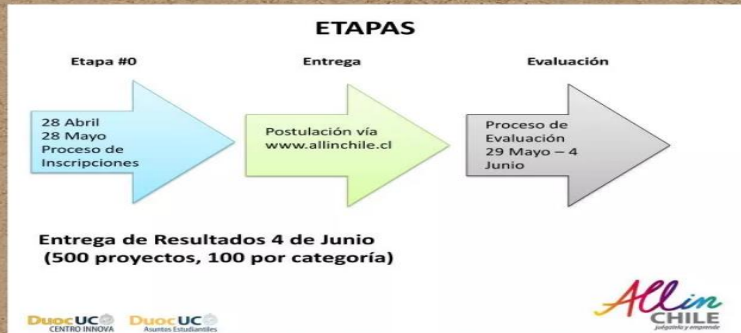 ETAPAS
Etapa #0
Entrega
Evaluación
28 Abril
28 Mayo
Proceso de
Inscripciones
Postulación vía
www.allinchile.cl
Proceso de
Evaluación
29 Mayo – 4
Junio
Entrega de Resultados 4 de Junio
(500 proyectos, 100 por categoría)
DuocUC
CENTRO INNOVA
DuocUC
Asuntos Estudiantiles
All in
CHILE
juégatela y emprende